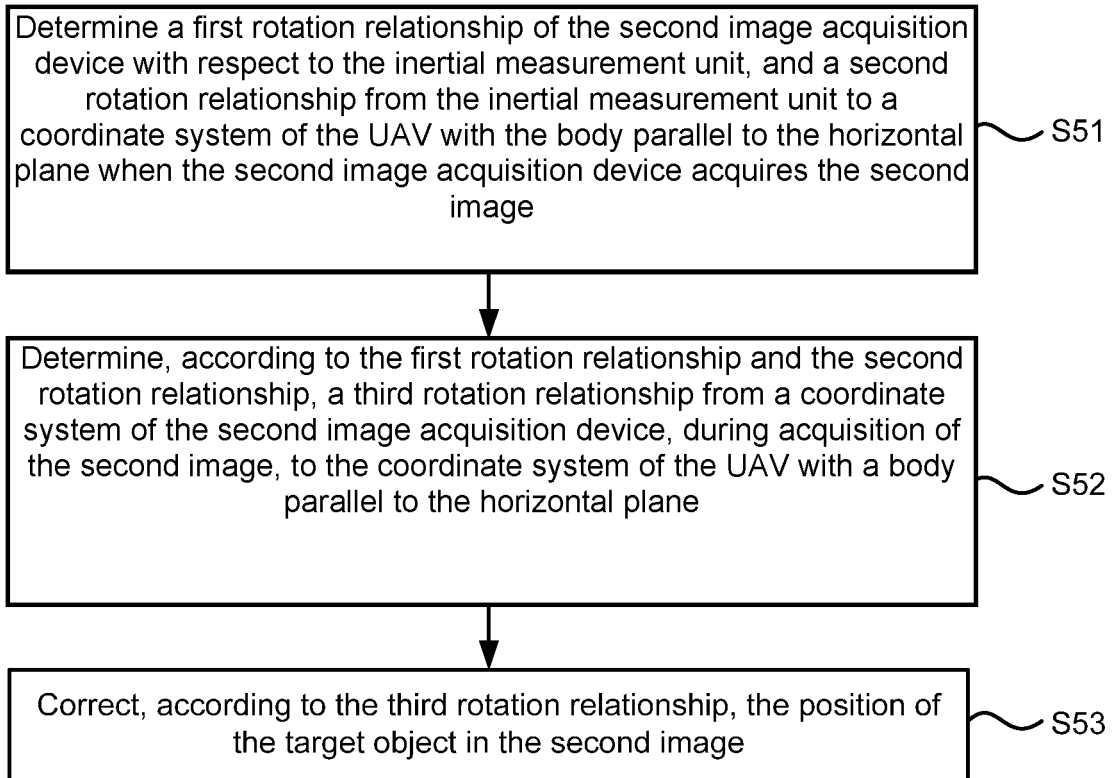 Determine a first rotation relationship of the second image acquisition
device with respect to the inertial measurement unit, and a second
rotation relationship from the inertial measurement unit to a
coordinate system of the UAV with the body parallel to the horizontal
plane when the second image acquisition device acquires the second
image
S51
Determine, according to the first rotation relationship and the second
rotation relationship, a third rotation relationship from a coordinate
system of the second image acquisition device, during acquisition of
the second image, to the coordinate system of the UAV with a body
parallel to the horizontal plane
S52
Correct, according to the third rotation relationship, the position of
the target object in the second image
S53